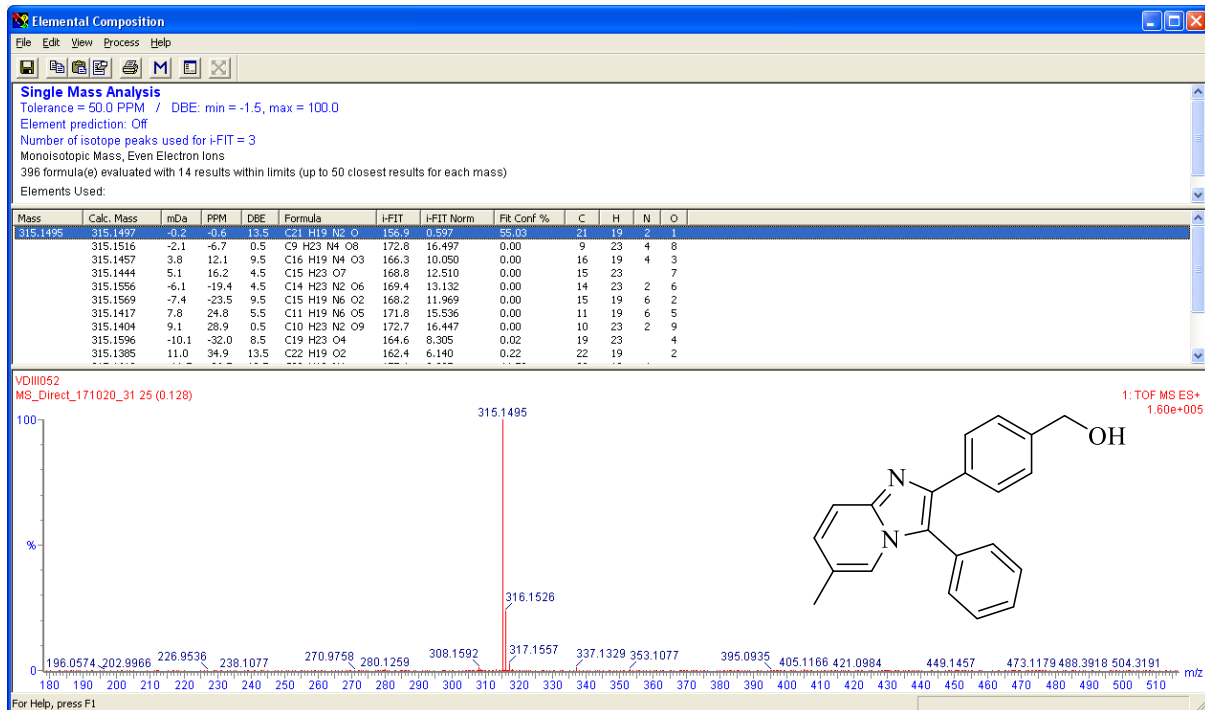 Elemental Composition
File Edit View Process Help
M
Single Mass Analysis
Tolerance = 50.0 PPM / DBE: min = -1.5, max = 100.0
Element prediction: Off
Number of isotope peaks used for i-FIT = 3
Monoisotopic Mass, Even Electron Ions
396 formula(e) evaluated with 14 results within limits (up to 50 closest results for each mass)
Elements Used:
Mass Calc. Mass mDa PPM DBE Formula i-FIT i-FIT Norm Fit Conf % C H N O
315.1495 315.1497 -0.2 -0.6 13.5 C21 H19 N2 O 156.9 0.597 55.03 21 19 2 1
315.1516 -2.1 -6.7 0.5 C9 H23 N4 O8 172.8 16.497 0.00 9 23 4 8
315.1457 3.8 12.1 9.5 C16 H19 N4 O3 166.3 10.050 0.00 16 19 4 3
315.1444 5.1 16.2 4.5 C15 H23 O7 168.8 12.510 0.00 15 23 7
315.1556 -6.1 -19.4 4.5 C14 H23 N2 O6 169.4 13.132 0.00 14 23 2 6
315.1569 -7.4 -23.5 9.5 C15 H19 N6 O2 168.2 11.969 0.00 15 19 6 2
315.1417 7.8 24.8 5.5 C11 H19 N6 O5 171.8 15.536 0.00 11 19 6 5
315.1404 9.1 28.9 0.5 C10 H23 N2 O9 172.7 16.447 0.00 10 23 2 9
315.1596 -10.1 -32.0 8.5 C19 H23 O4 164.6 8.305 0.02 19 23 4
315.1385 11.0 34.9 13.5 C22 H19 O2 162.4 6.140 0.22 22 19 2
VDIII052
MS_Direct_171020_31 25 (0.128)
1: TOF MS ES+
1.60e+005
100
315.1495
OH
N
N
%
316.1526
196.0574 202.9966 226.9536 238.1077 270.9758 280.1259 308.1592 317.1557 337.1329 353.1077 395.0935 405.1166 421.0984 449.1457 473.1179 488.3918 504.3191
0
m/z
180 190 200 210 220 230 240 250 260 270 280 290 300 310 320 330 340 350 360 370 380 390 400 410 420 430 440 450 460 470 480 490 500 510
For Help, press F1